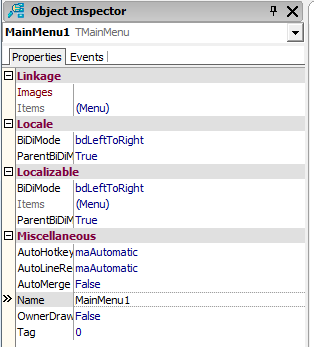 Object Inspector
MainMenu1 TMainMenu
Properties Events
Linkage
Images
Items (Menu)
Locale
BiDiMode bdLeftToRight
ParentBiDiM True
Localizable
BiDiMode bdLeftToRight
Items (Menu)
ParentBiDiM True
Miscellaneous
AutoHotkey maAutomatic
AutoLineRe maAutomatic
AutoMerge False
Name MainMenu1
OwnerDraw False
Tag 0